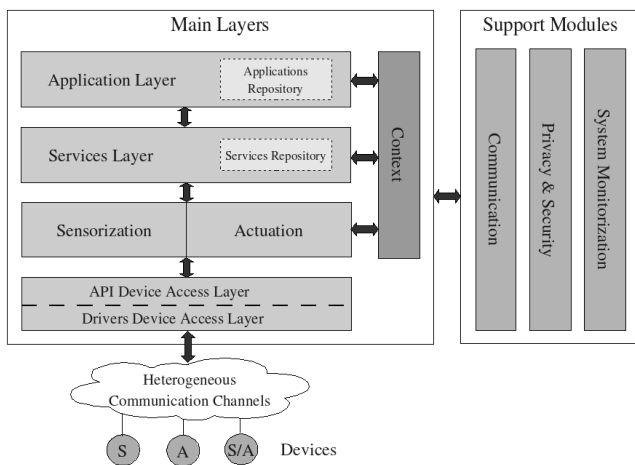 Main Layers
Support Modules
Application Layer
Applications
Repository
Services Layer
Services Repository
Context
Sensorization
Actuation
API Device Access Layer
Drivers Device Access Layer
Communication
Privacy & Security
System Monitorization
Heterogeneous
Communication Channels
S
A
S/A
Devices